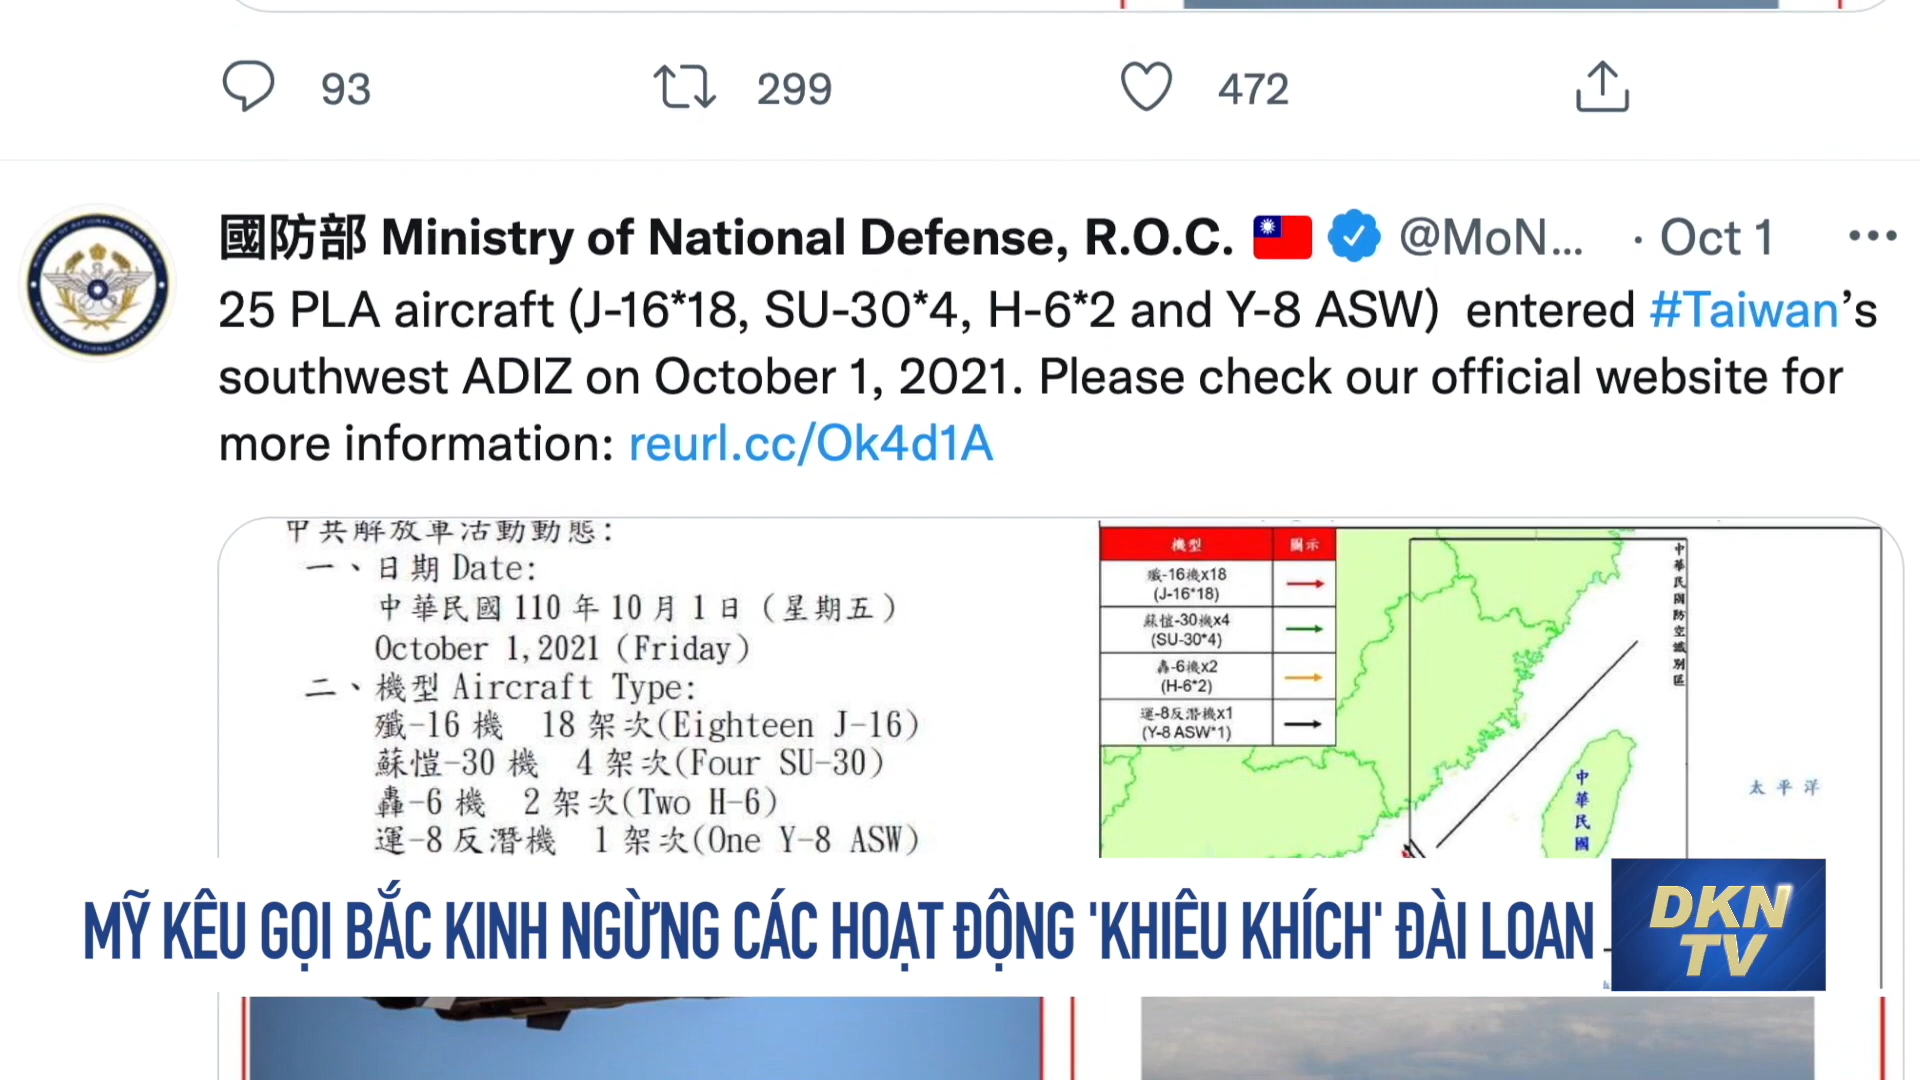 93 299 472
國防部 Ministry of National Defense, R.O.C. @MoN... · Oct 1
25 PLA aircraft (J-16*18, SU-30*4, H-6*2 and Y-8 ASW) entered #Taiwan’s
southwest ADIZ on October 1, 2021. Please check our official website for
more information: reurl.cc/Ok4d1A
中共解放軍活動動態:
一、日期 Date:
中華民國 110 年 10 月 1 日 (星期五)
October 1, 2021 (Friday)
二、機型 Aircraft Type:
殲-16 機 18 架次(Eighteen J-16)
蘇愷-30 機 4 架次(Four SU-30)
轟-6 機 2 架次(Two H-6)
運-8 反潛機 1 架次(One Y-8 ASW)
機型 圖示
殲-16機x18
(J-16*18)
蘇愷-30機x4
(SU-30*4)
轟-6機x2
(H-6*2)
運-8反潛機x1
(Y-8 ASW*1)
中華民國防空識別區
中華民國
太平洋
MỸ KÊU GỌI BẮC KINH NGỪNG CÁC HOẠT ĐỘNG 'KHIÊU KHÍCH' ĐÀI LOAN
DKN
TV